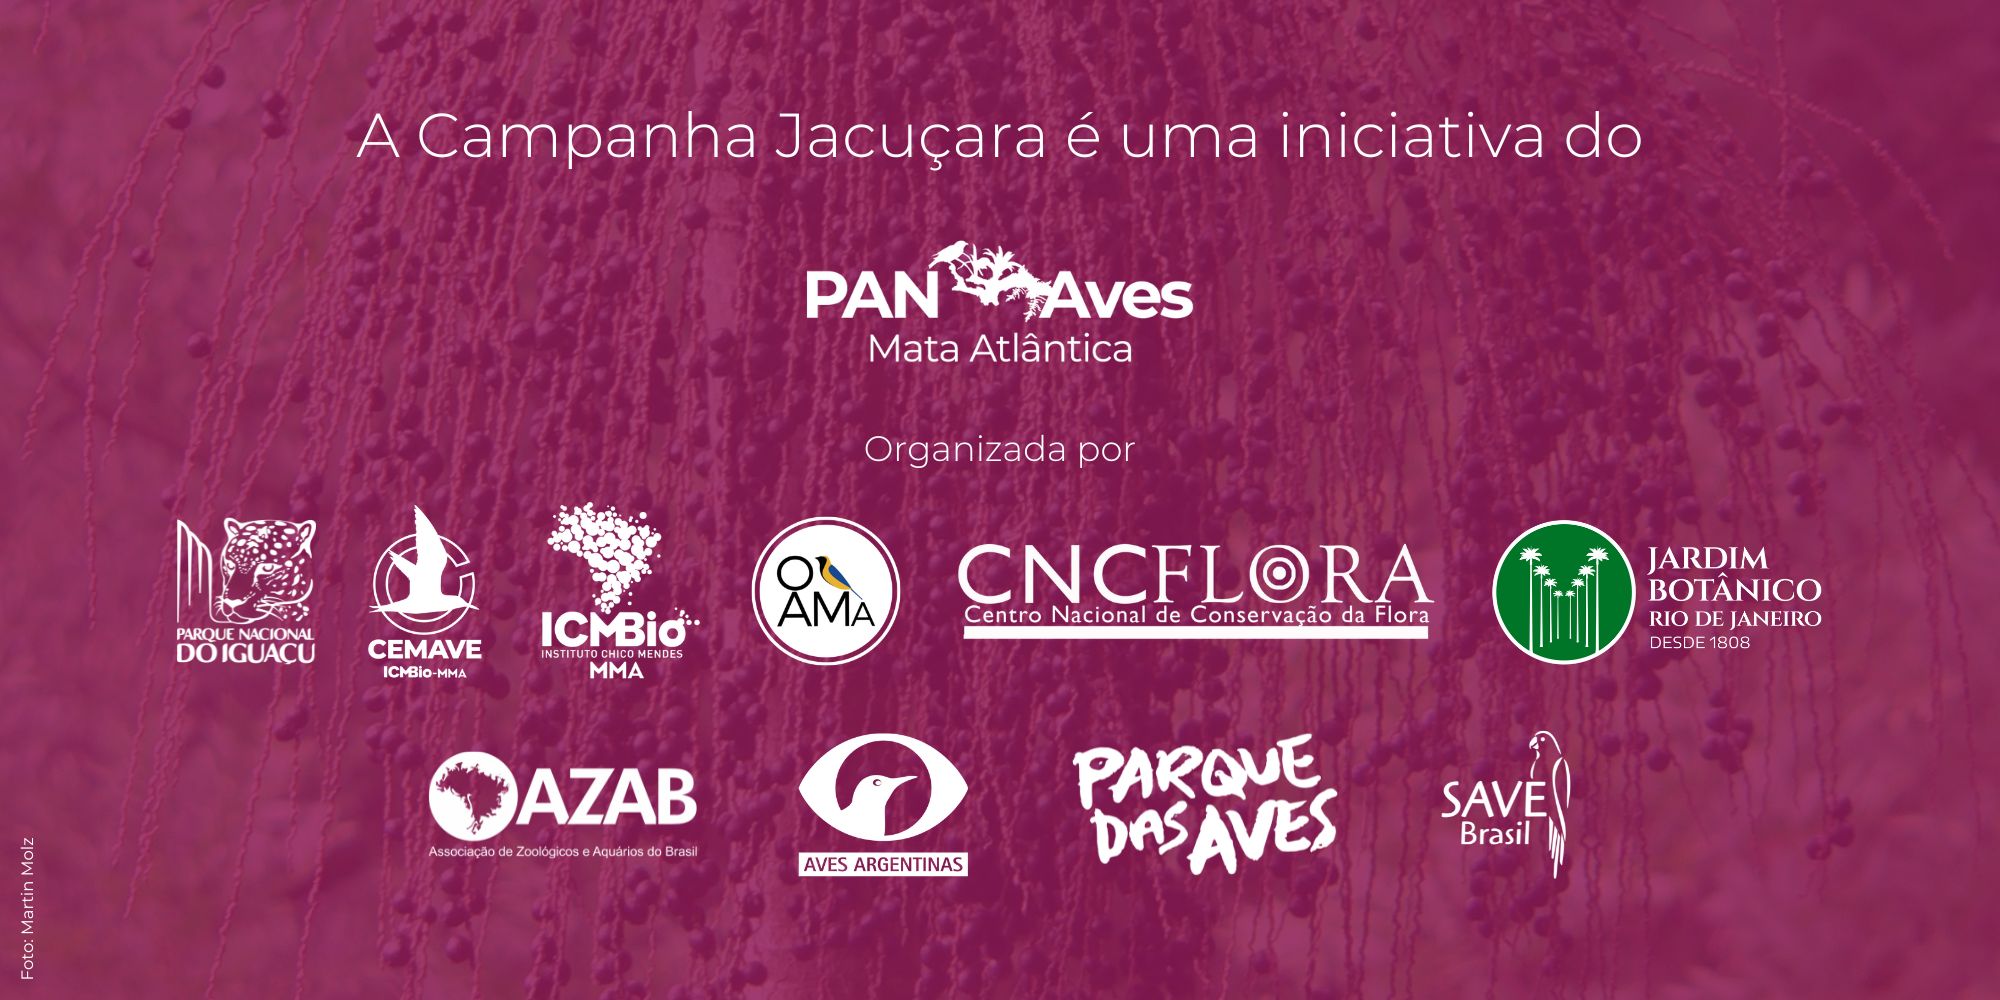 A Campanha Jacuçara é uma iniciativa do
PAN Aves
Mata Atlântica
Organizada por
PARQUE NACIONAL
DO IGUAÇU
CEMAVE
ICMBio-MMA
ICMBio
INSTITUTO CHICO MENDES
MMA
O
AMA
CNCFLORA
Centro Nacional de Conservação da Flora
JARDIM
BOTÂNICO
RIO DE JANEIRO
DESDE 1808
AZAB
Associação de Zoológicos e Aquários do Brasil
AVES ARGENTINAS
PARQUE
DAS AVES
SAVE
Brasil
Foto: Martin Molz